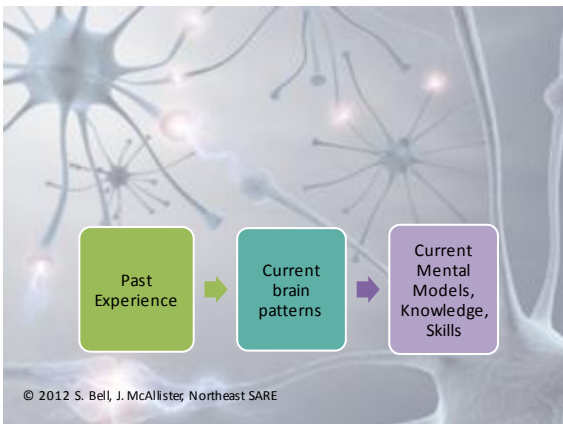 Past
Experience
Current
brain
patterns
Current
Mental
Models,
Knowledge,
Skills
© 2012 S. Bell, J. McAllister, Northeast SARE